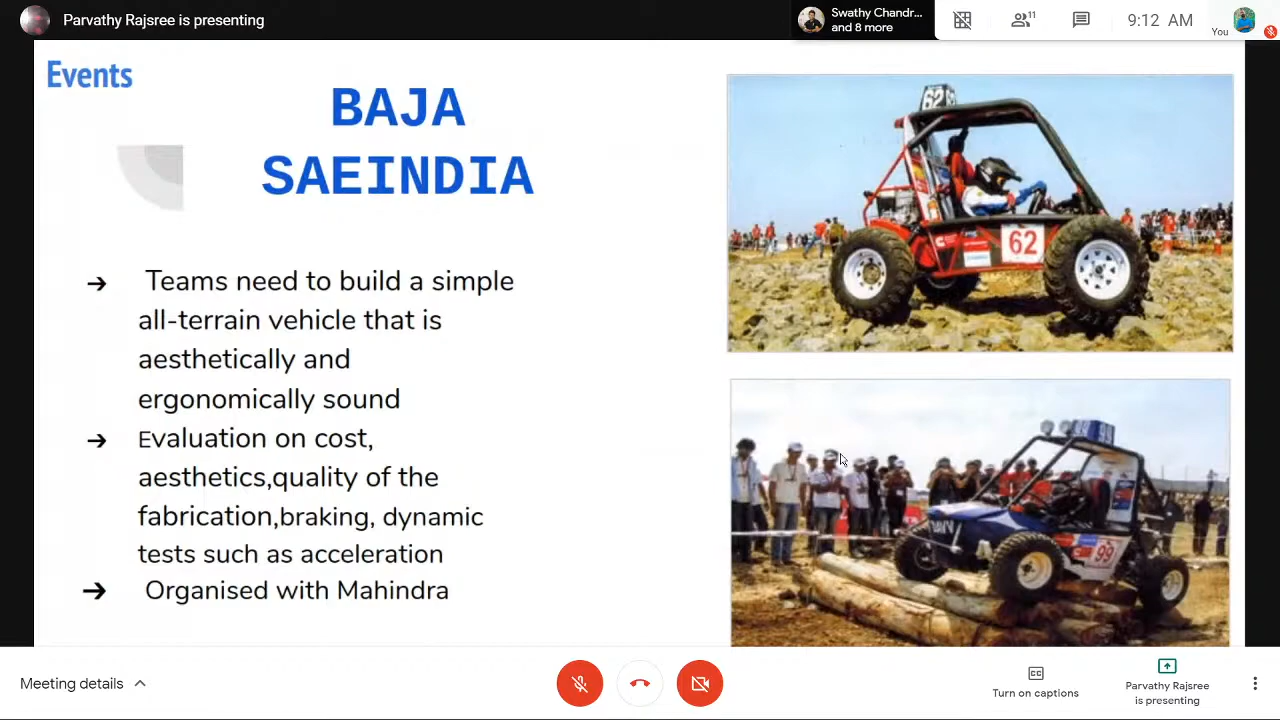 Parvathy Rajsree is presenting
Swathy Chandr...
and 8 more
11
9:12 AM
You
Events
BAJA
SAEINDIA
➔ Teams need to build a simple
all-terrain vehicle that is
aesthetically and
ergonomically sound
➔ Evaluation on cost,
aesthetics,quality of the
fabrication,braking, dynamic
tests such as acceleration
➔ Organised with Mahindra
62
62
99
Meeting details
CC
Turn on captions
Parvathy Rajsree
is presenting